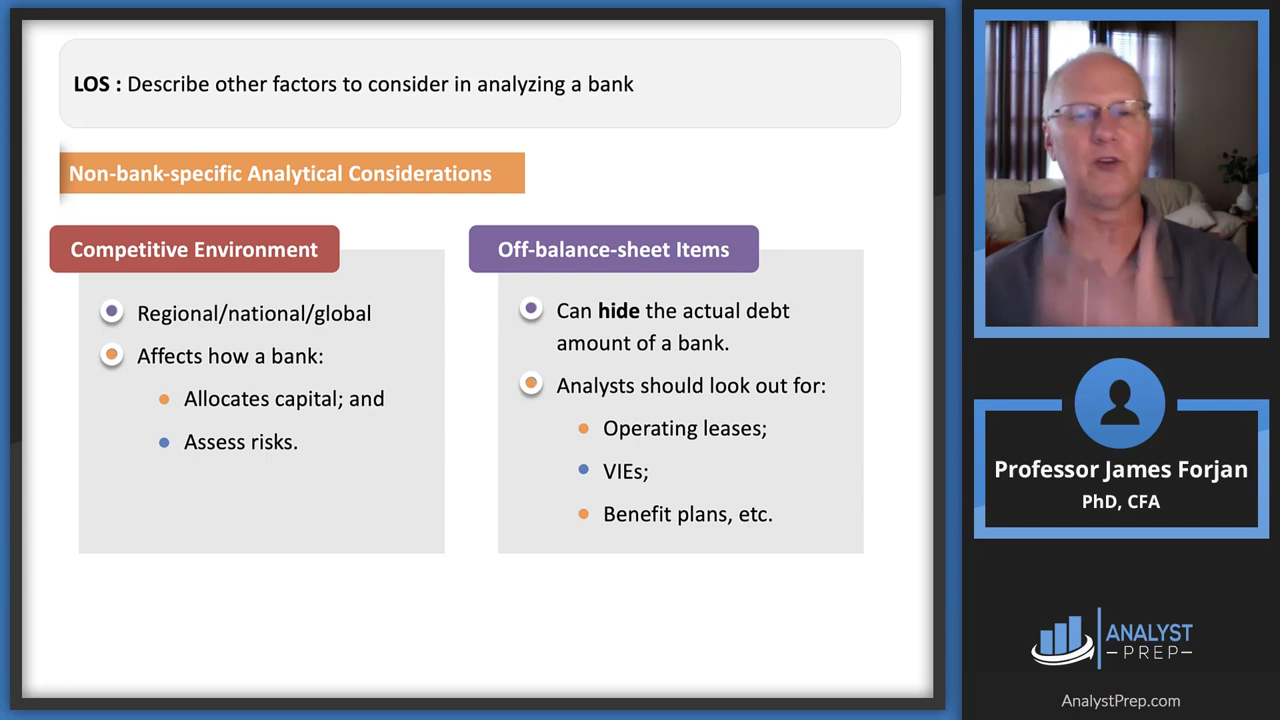 LOS : Describe other factors to consider in analyzing a bank
Non-bank-specific Analytical Considerations
Competitive Environment
Regional/national/global
Affects how a bank:
Allocates capital; and
Assess risks.
Off-balance-sheet Items
Can hide the actual debt
amount of a bank.
Analysts should look out for:
Operating leases;
VIEs;
Benefit plans, etc.
Professor James Forjan
PhD, CFA
ANALYST
PREP
AnalystPrep.com